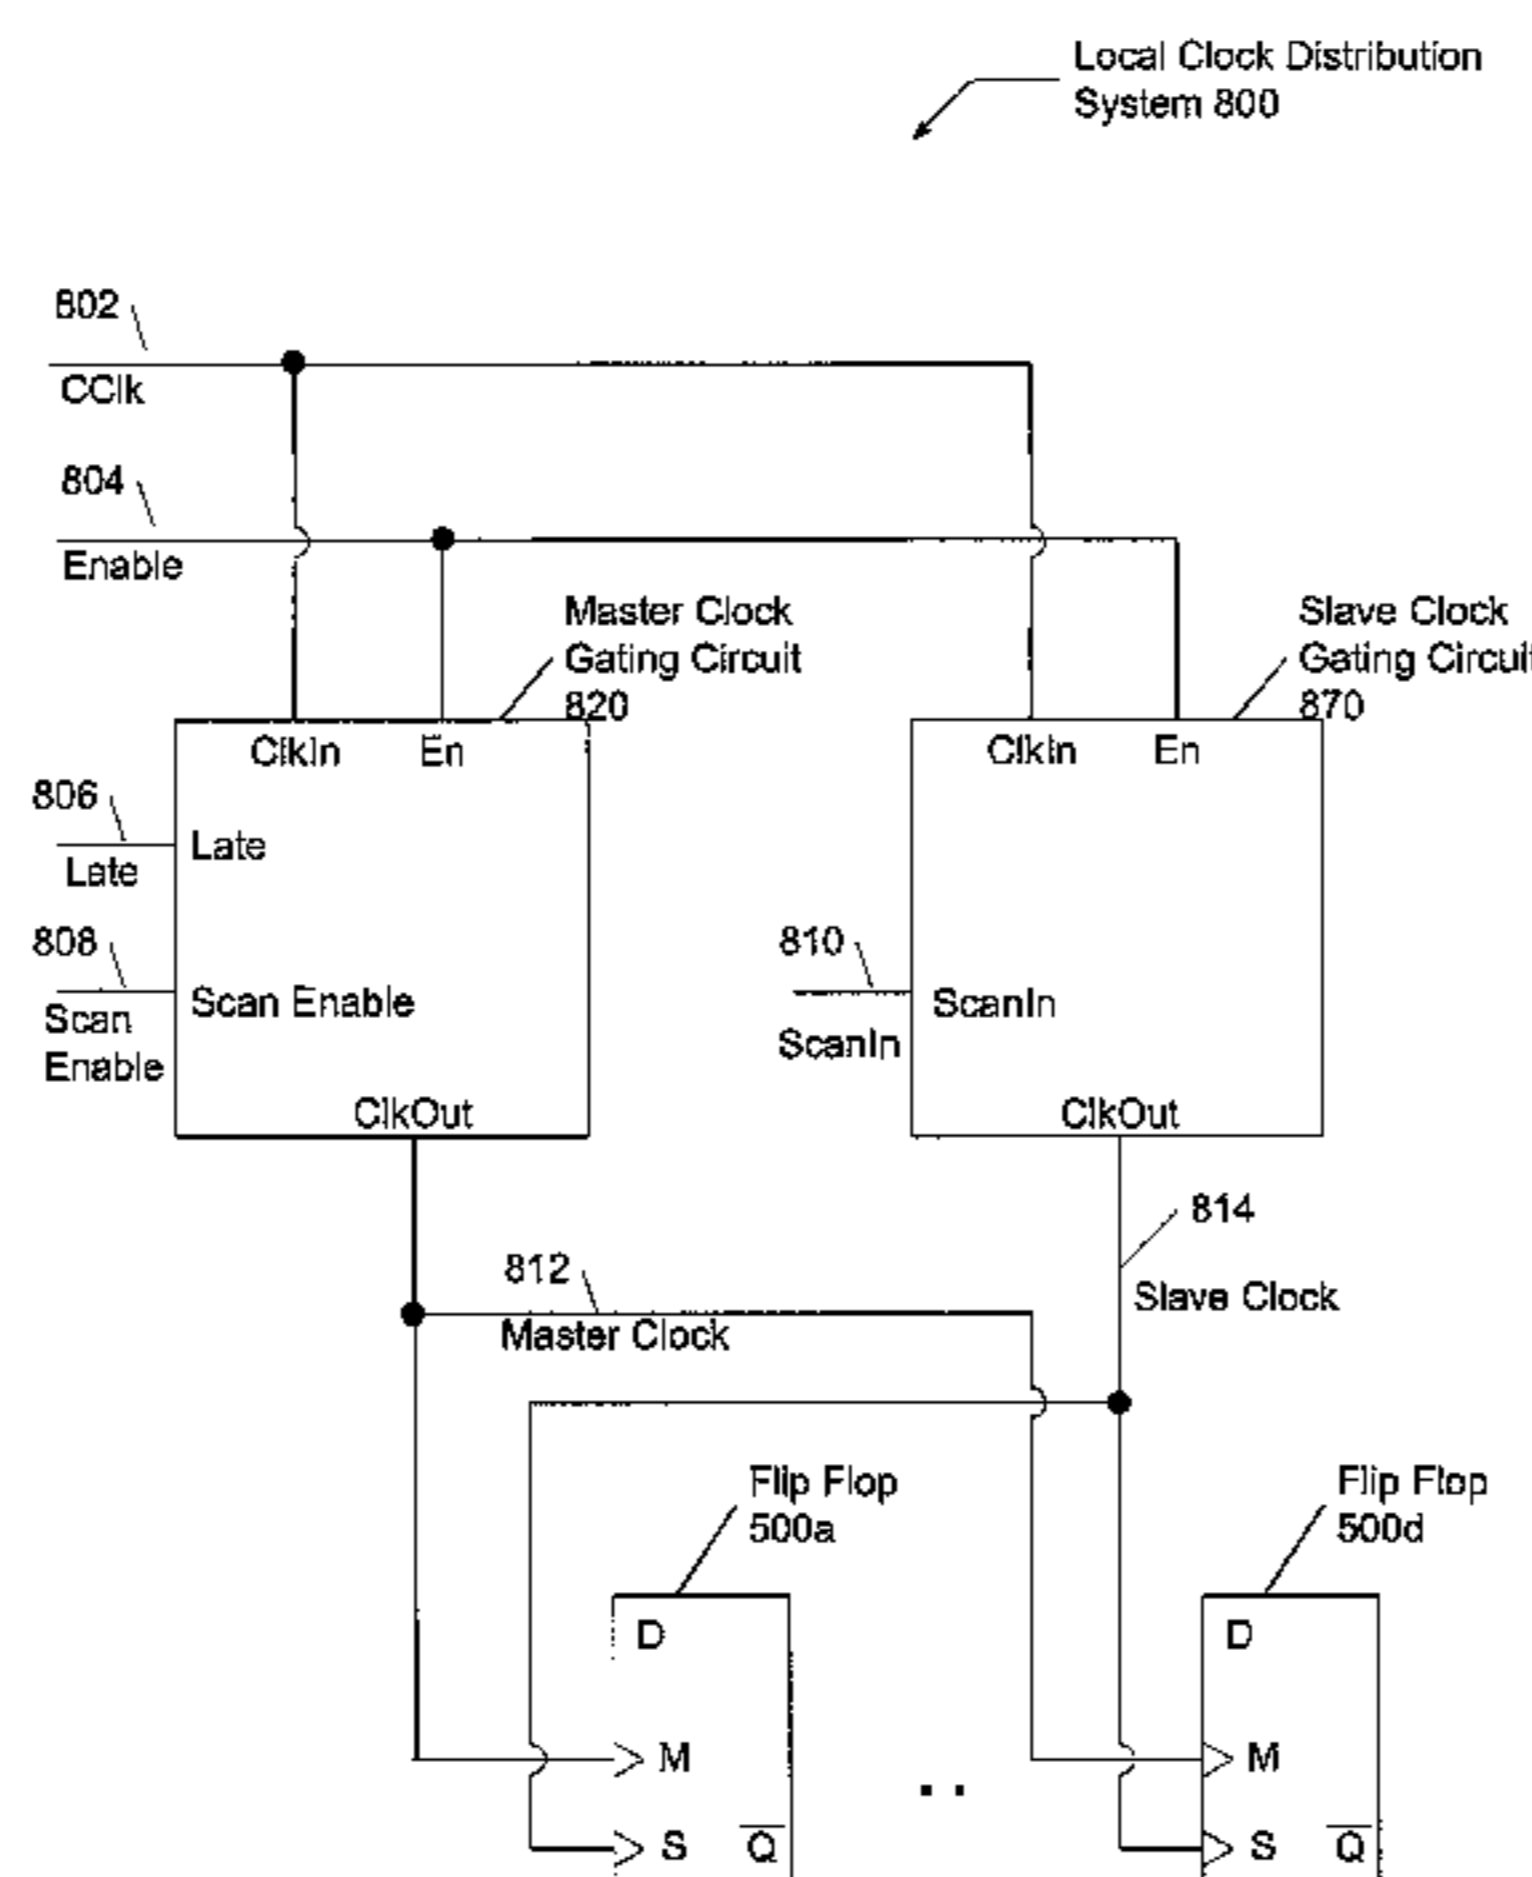 Local Clock Distribution
System 800
802
CClk
804
Enable
Master Clock
Gating Circuit
820
Slave Clock
Gating Circuit
870
ClkIn En
ClkIn En
806
Late
Late
808
Scan Enable
Scan
Enable
810
ScanIn
ScanIn
ClkOut
ClkOut
814
812
Slave Clock
Master Clock
Flip Flop
500a
Flip Flop
500d
D
D
M
M
S Q
S Q